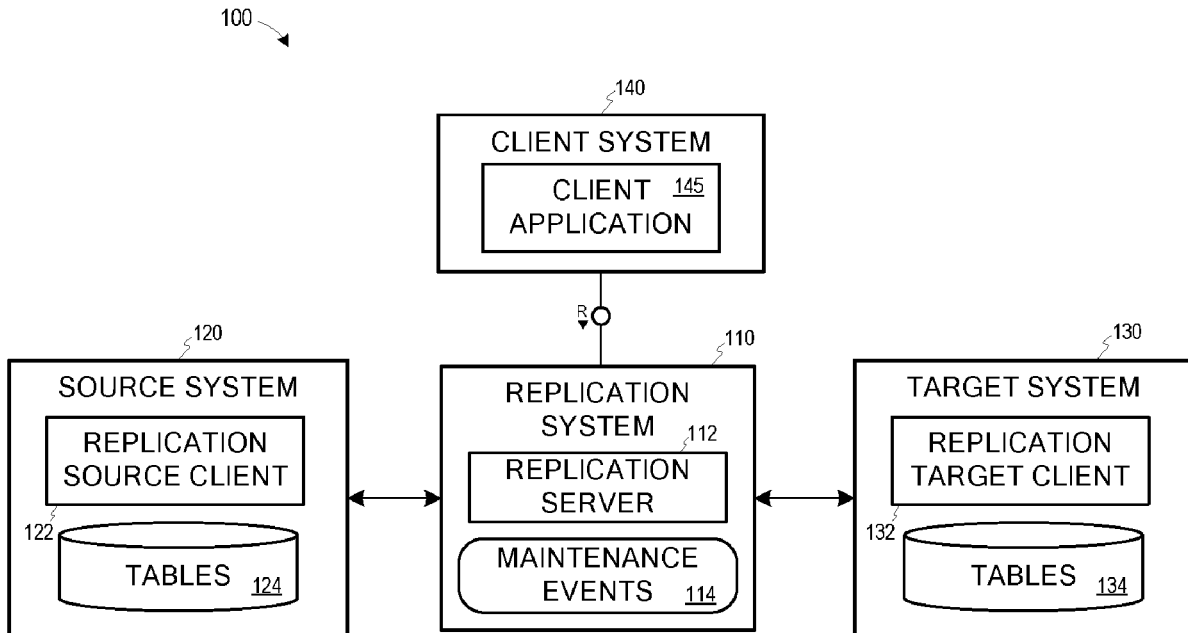 100
140
CLIENT SYSTEM
CLIENT
APPLICATION
145
R
120
SOURCE SYSTEM
REPLICATION
SOURCE CLIENT
122
TABLES
124
110
REPLICATION
SYSTEM
112
REPLICATION
SERVER
MAINTENANCE
EVENTS
114
130
TARGET SYSTEM
REPLICATION
TARGET CLIENT
132
TABLES
134